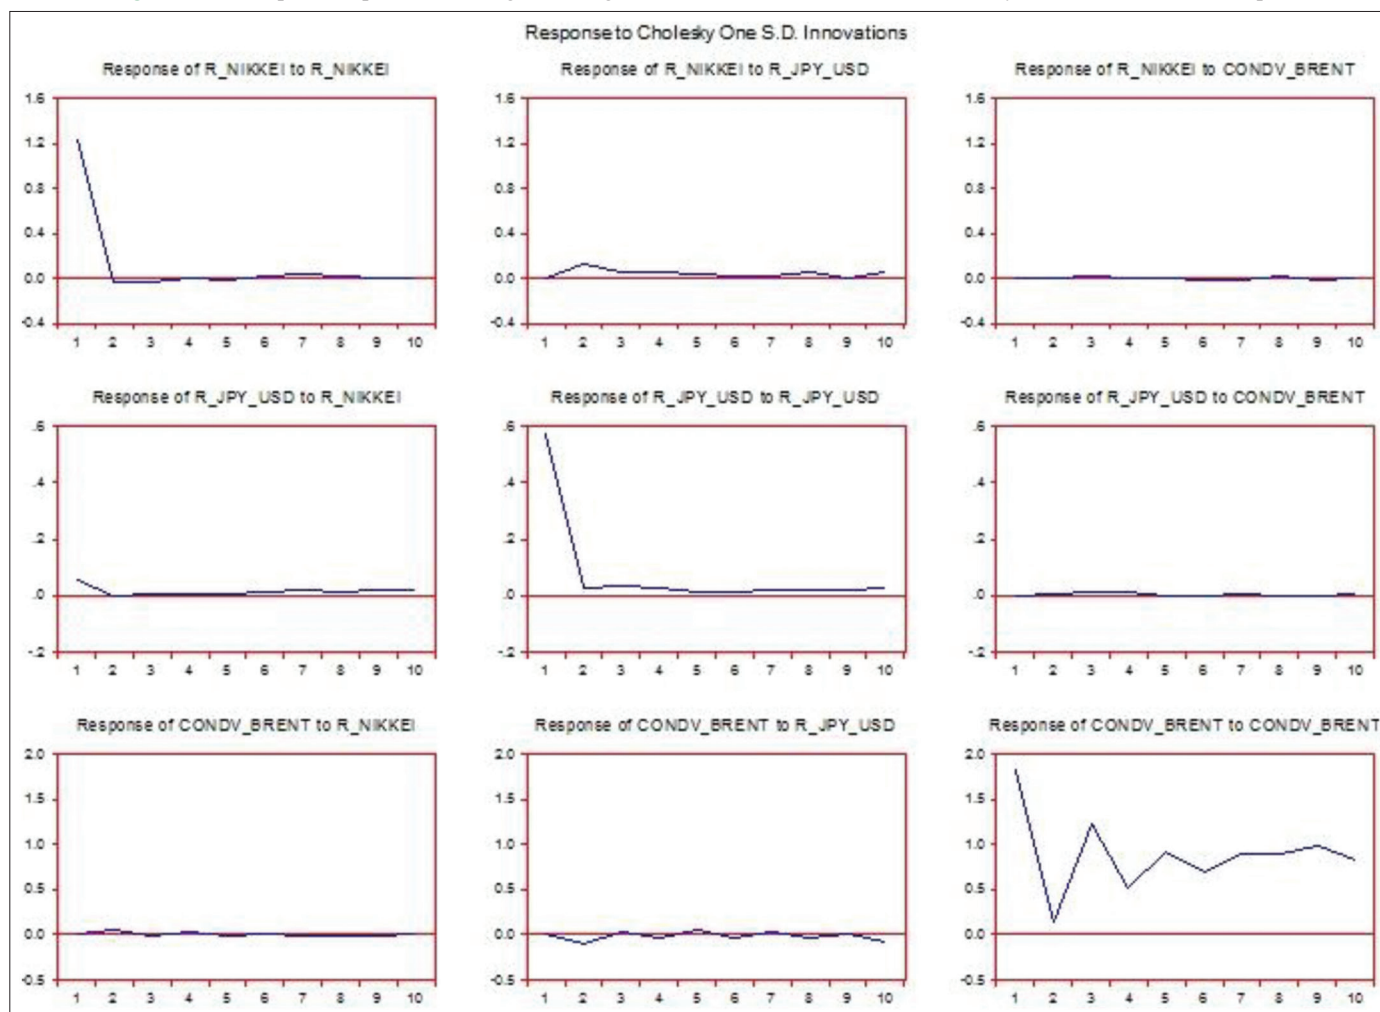 Response to Cholesky One S.D. Innovations
Response of R_NIKKEI to R_NIKKEI
1.6
1.2
0.8
0.4
0.0
-0.4
1 2 3 4 5 6 7 8 9 10
Response of R_NIKKEI to R_JPY_USD
1.6
1.2
0.8
0.4
0.0
-0.4
1 2 3 4 5 6 7 8 9 10
Response of R_NIKKEI to CONDV_BRENT
1.6
1.2
0.8
0.4
0.0
-0.4
1 2 3 4 5 6 7 8 9 10
Response of R_JPY_USD to R_NIKKEI
.6
.4
.2
.0
-.2
1 2 3 4 5 6 7 8 9 10
Response of R_JPY_USD to R_JPY_USD
.6
.4
.2
.0
-.2
1 2 3 4 5 6 7 8 9 10
Response of R_JPY_USD to CONDV_BRENT
.6
.4
.2
.0
-.2
1 2 3 4 5 6 7 8 9 10
Response of CONDV_BRENT to R_NIKKEI
2.0
1.5
1.0
0.5
0.0
-0.5
1 2 3 4 5 6 7 8 9 10
Response of CONDV_BRENT to R_JPY_USD
2.0
1.5
1.0
0.5
0.0
-0.5
1 2 3 4 5 6 7 8 9 10
Response of CONDV_BRENT to CONDV_BRENT
2.0
1.5
1.0
0.5
0.0
-0.5
1 2 3 4 5 6 7 8 9 10